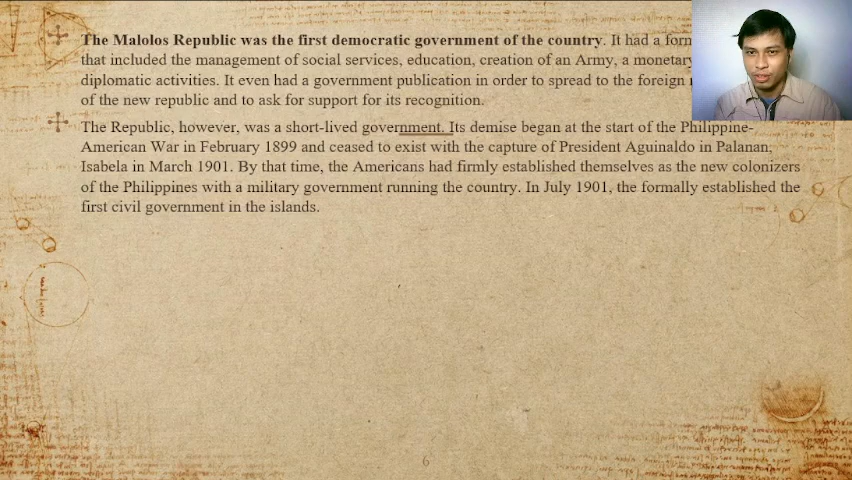 The Malolos Republic was the first democratic government of the country. It had a
that included the management of social services, education, creation of an Army, a monetary
diplomatic activities. It even had a government publication in order to spread to the foreign
of the new republic and to ask for support for its recognition.
The Republic, however, was a short-lived government. Its demise began at the start of the Philippine-
American War in February 1899 and ceased to exist with the capture of President Aguinaldo in Palanan,
Isabela in March 1901. By that time, the Americans had firmly established themselves as the new colonizers
of the Philippines with a military government running the country. In July 1901, the formally established the
first civil government in the islands.
6